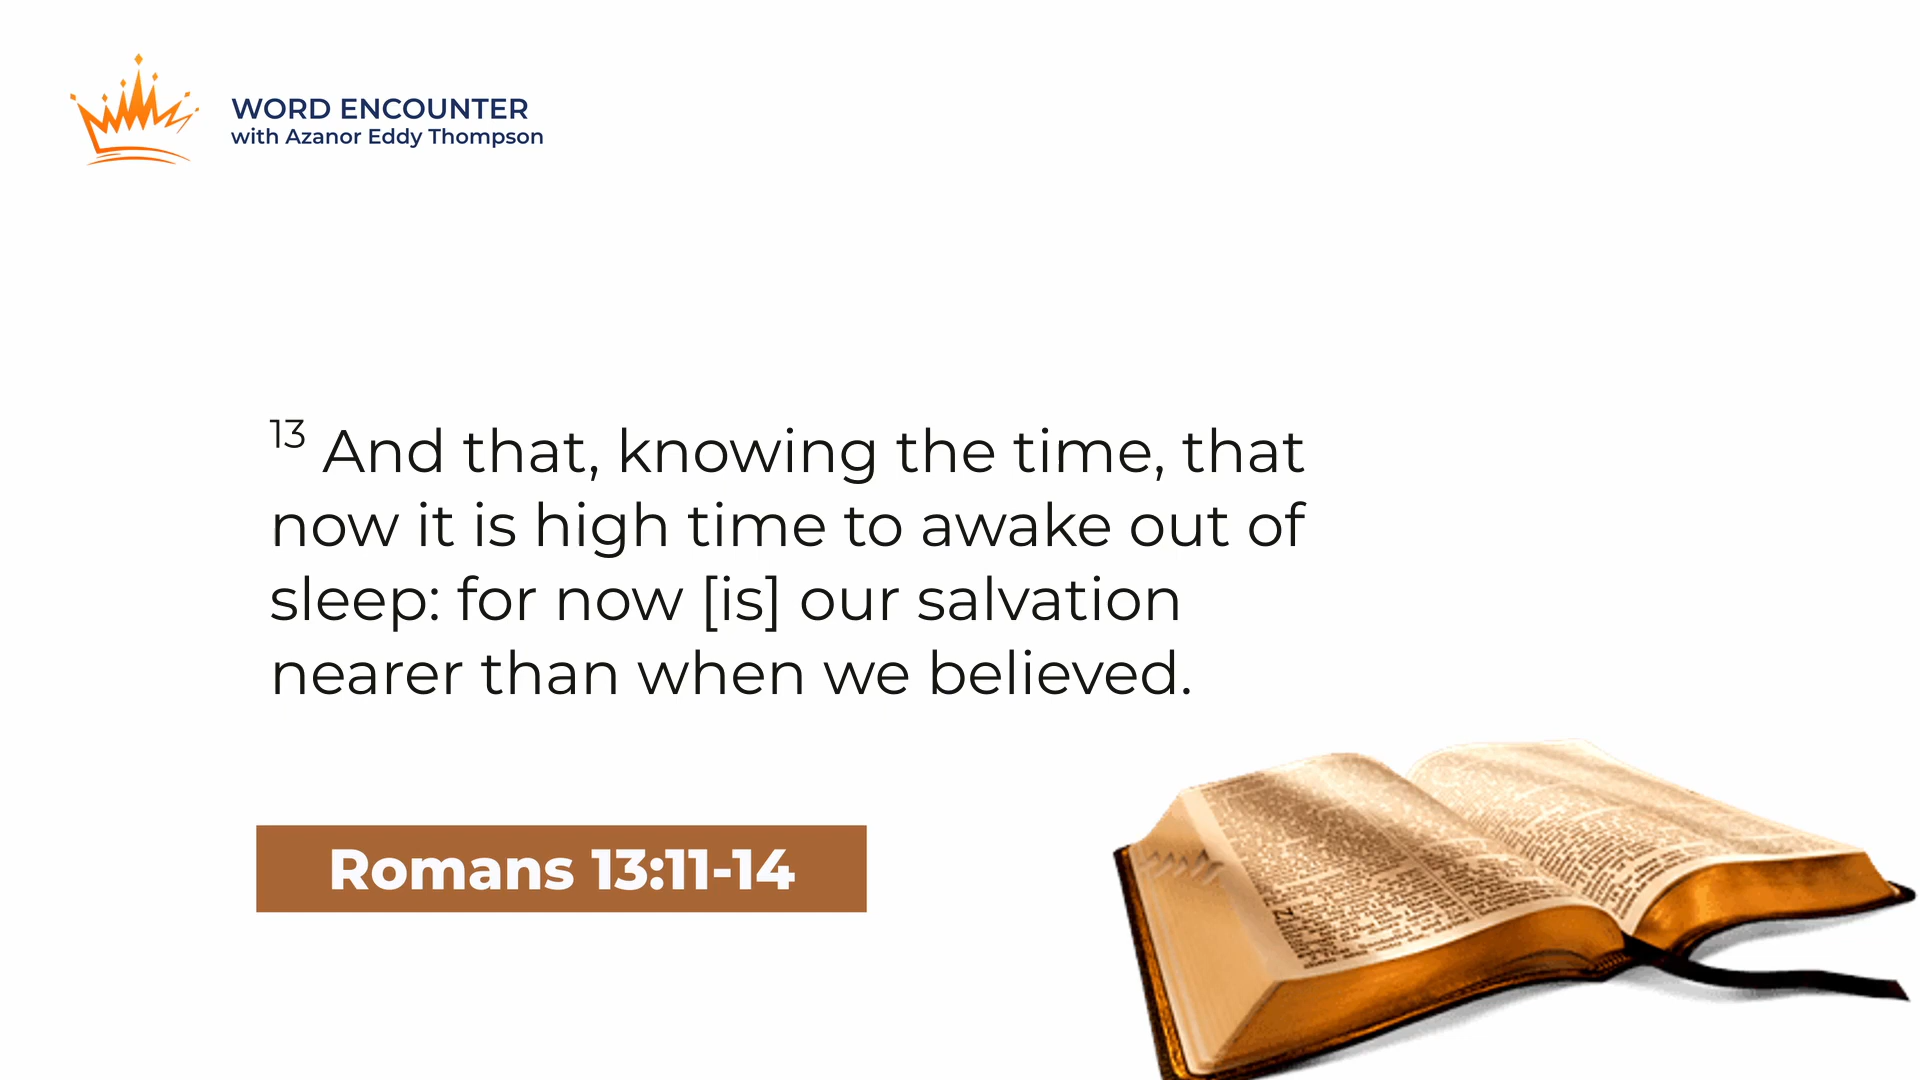 WORD ENCOUNTER
with Azanor Eddy Thompson
13 And that, knowing the time, that
now it is high time to awake out of
sleep: for now [is] our salvation
nearer than when we believed.
Romans 13:11-14